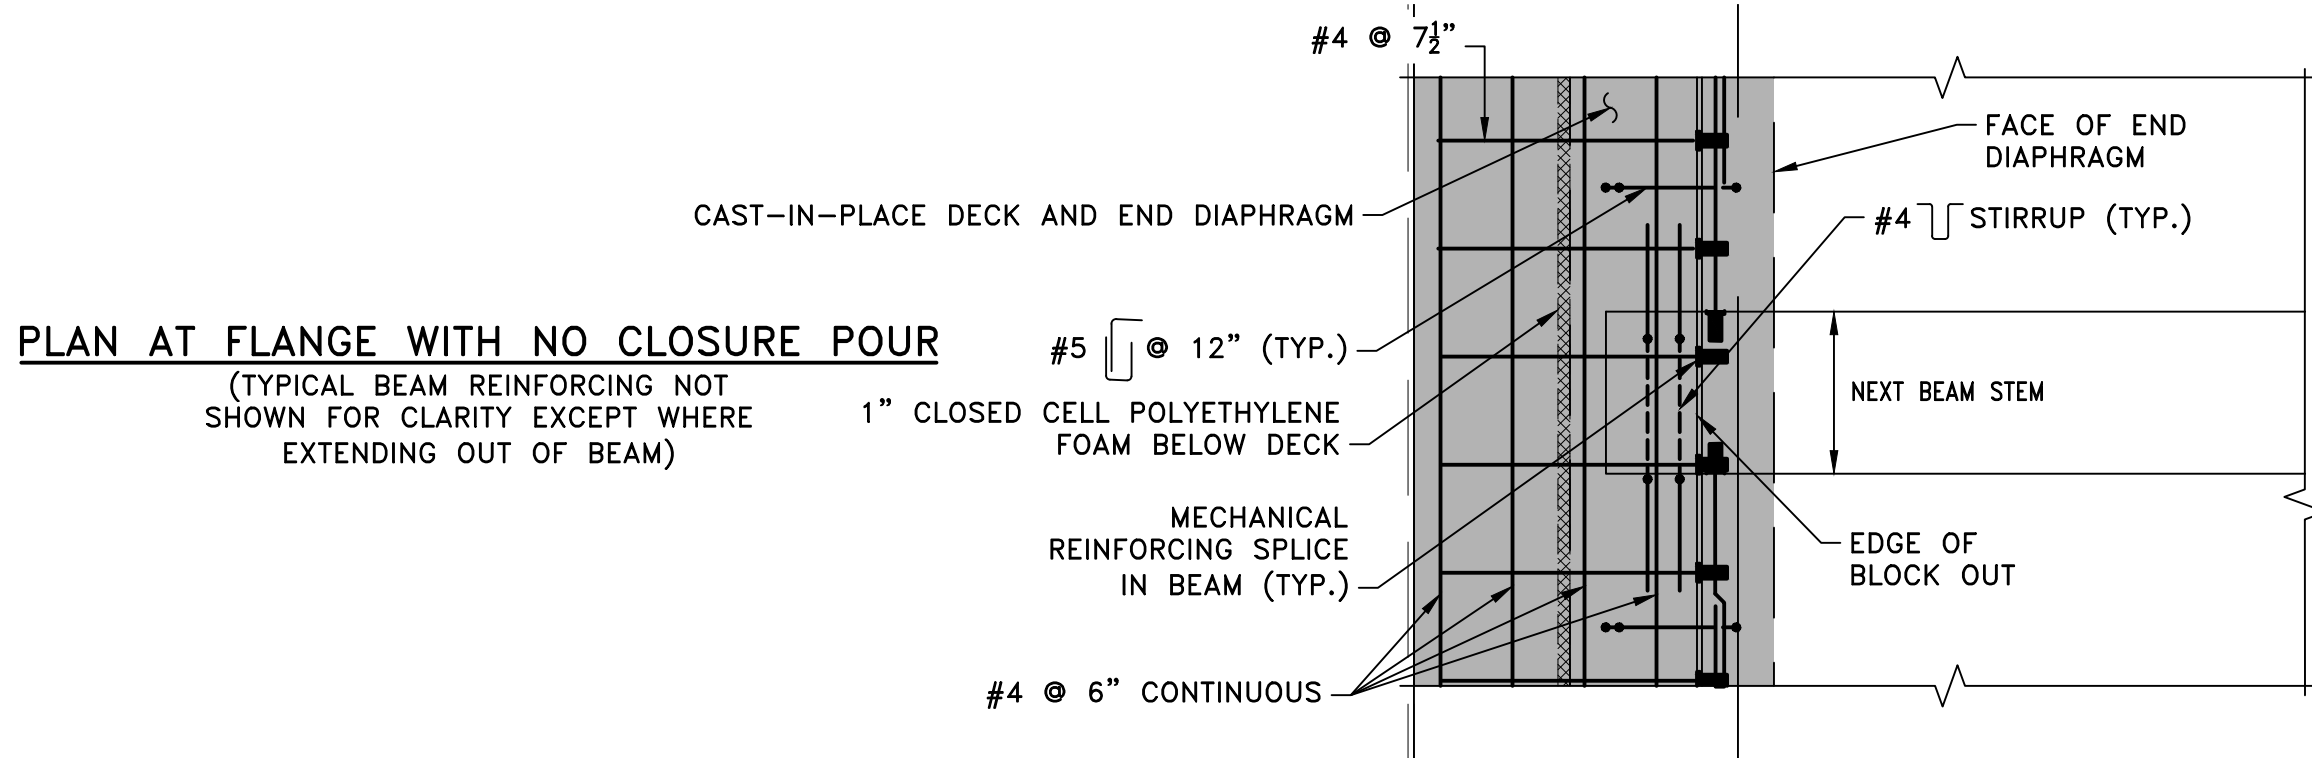 #4 @ 7 1/2”
FACE OF END
DIAPHRAGM
CAST-IN-PLACE DECK AND END DIAPHRAGM
#4 STIRRUP (TYP.)
PLAN AT FLANGE WITH NO CLOSURE POUR
(TYPICAL BEAM REINFORCING NOT
SHOWN FOR CLARITY EXCEPT WHERE
EXTENDING OUT OF BEAM)
#5 @ 12” (TYP.)
1” CLOSED CELL POLYETHYLENE
FOAM BELOW DECK
NEXT BEAM STEM
MECHANICAL
REINFORCING SPLICE
IN BEAM (TYP.)
EDGE OF
BLOCK OUT
#4 @ 6” CONTINUOUS